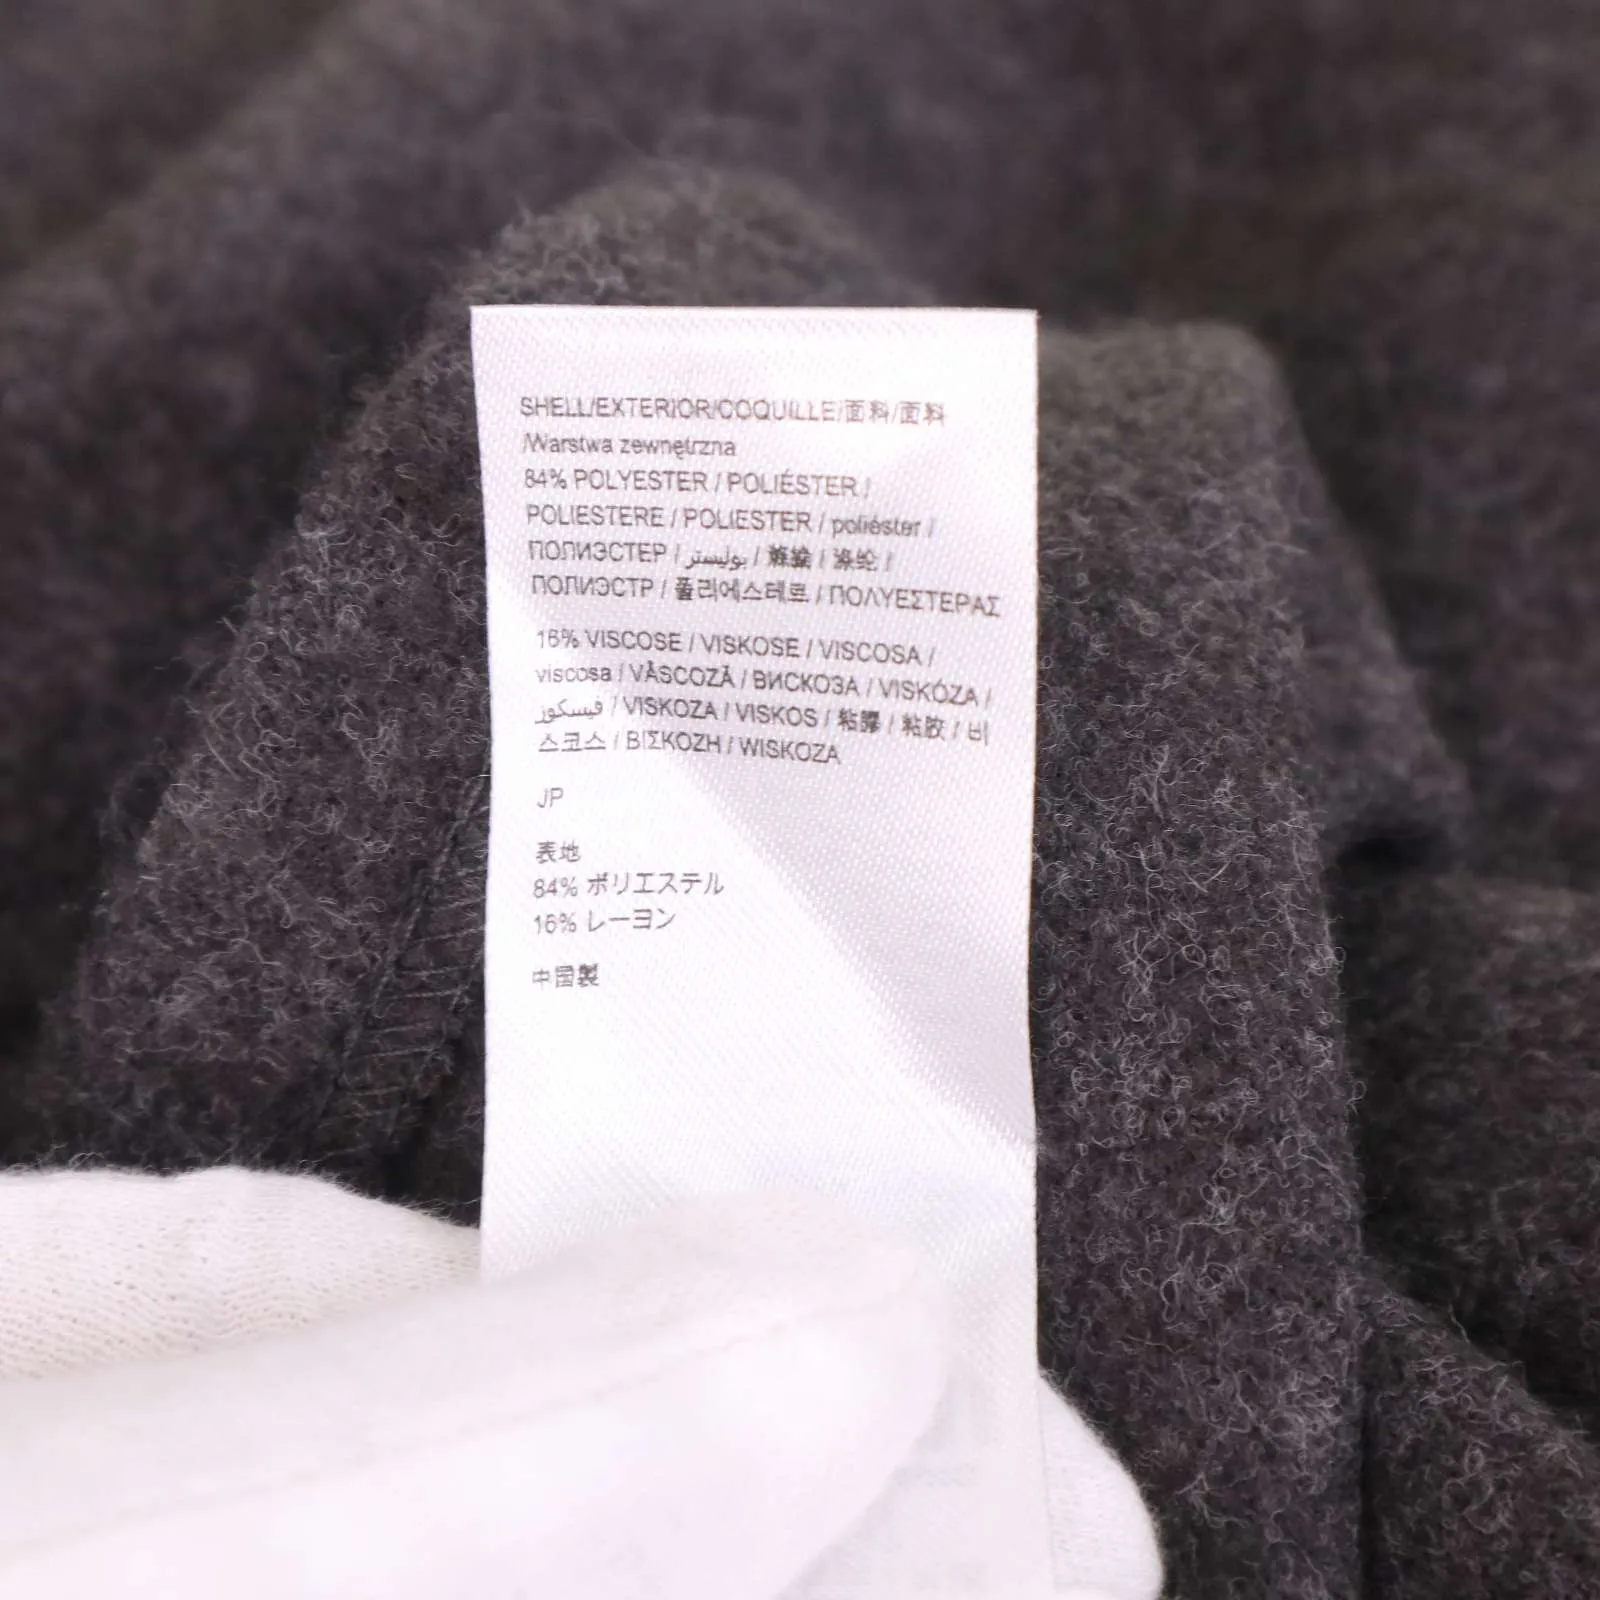 SHELL/EXTERIOR/COQUILLE/面料/面料
/Warstwa zewnętrzna
84% POLYESTER / POLIÉSTER /
POLIESTERE / POLIESTER / poliéster /
ПОЛИЭСТЕР / بوليستر / 滌綸 / 涤纶 /
ПОЛИЭСТР / 폴리에스테르 / ΠΟΛΥΕΣΤΕΡΑΣ
16% VISCOSE / VISKOSE / VISCOSA /
viscosa / VÂSCOZĂ / ВИСКОЗА / VISKÓZA /
فيسكوز / VISKOZA / VISKOS / 粘膠 / 粘胶 / 비
스코스 / ΒΙΣΚΟΖΗ / WISKOZA
JP
表地
84% ポリエステル
16% レーヨン
中国製